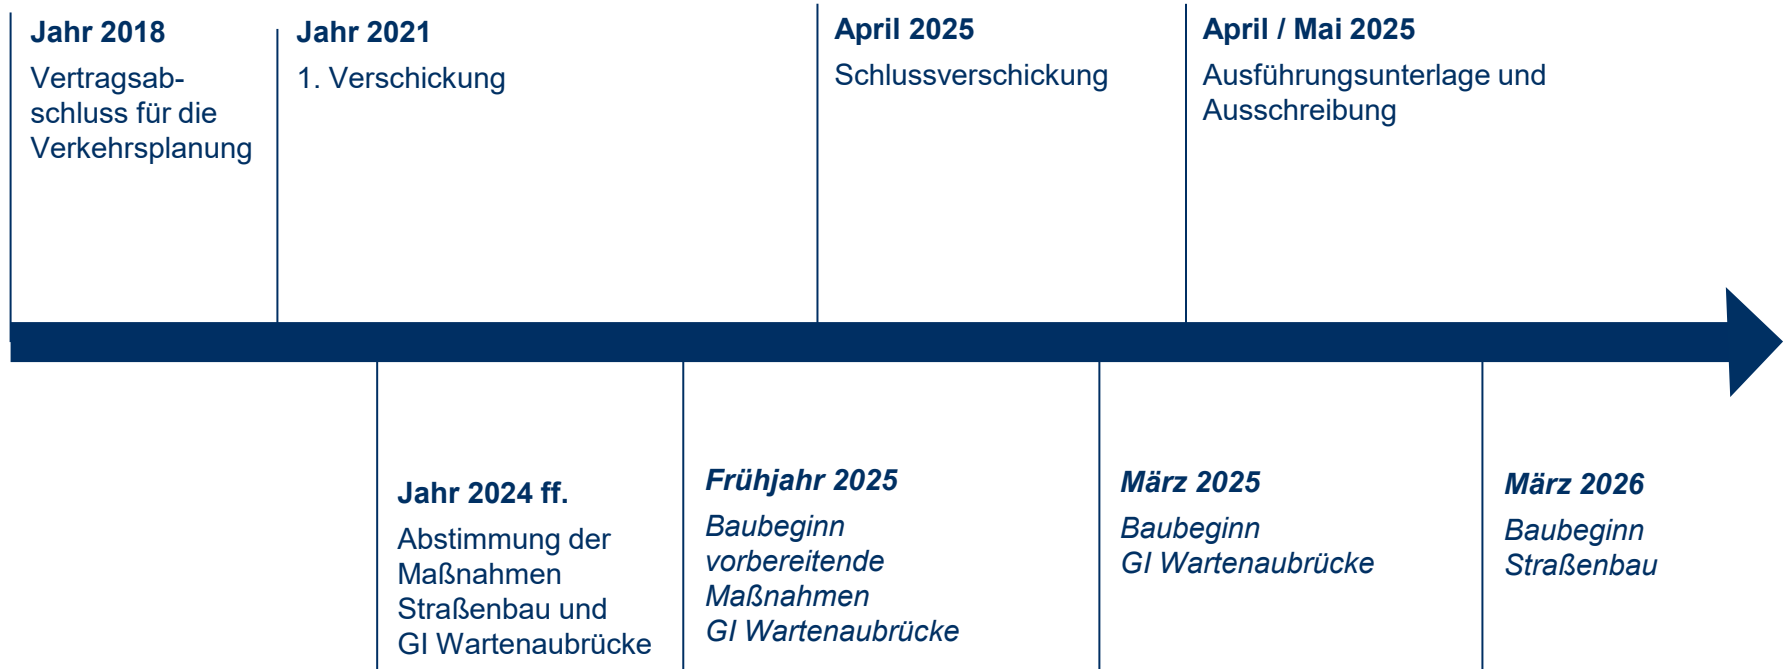 Jahr 2018
Vertragsab-
schluss für die
Verkehrsplanung
Jahr 2021
1. Verschickung
April 2025
Schlussverschickung
April / Mai 2025
Ausführungsunterlage und
Ausschreibung
Jahr 2024 ff.
Abstimmung der
Maßnahmen
Straßenbau und
GI Wartenaubrücke
Frühjahr 2025
Baubeginn
vorbereitende
Maßnahmen
GI Wartenaubrücke
März 2025
Baubeginn
GI Wartenaubrücke
März 2026
Baubeginn
Straßenbau